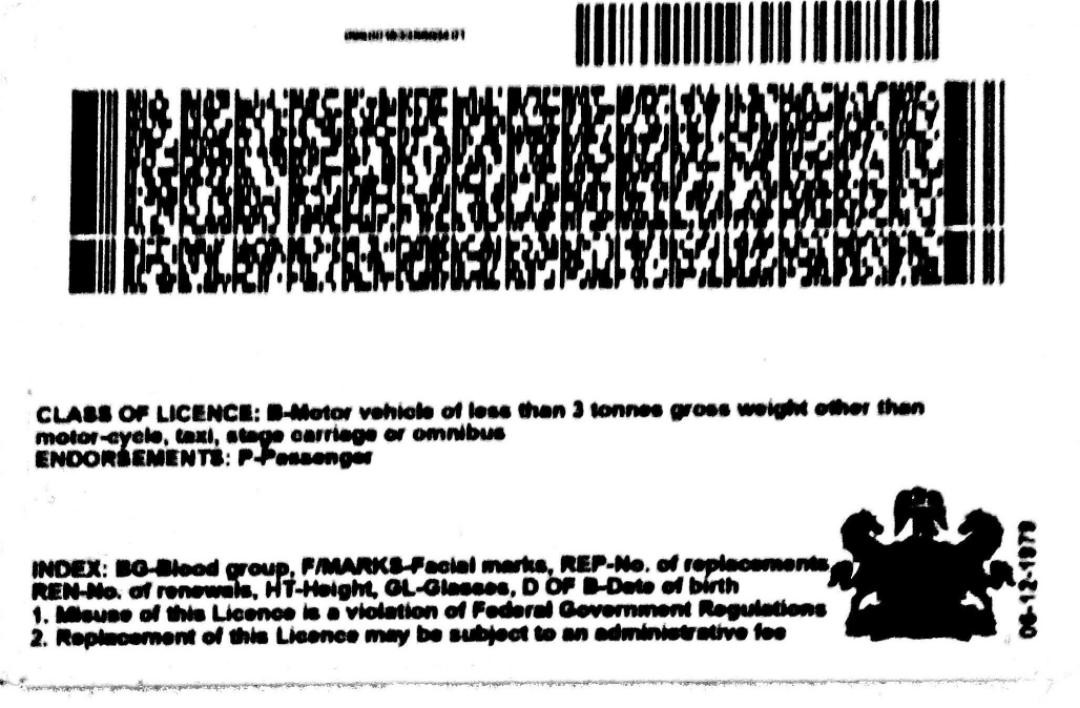 CLASS OF LICENCE: B-Motor vehicle of less than 3 tonnes gross weight other than
motor-cycle, taxi, stage carriage or omnibus
ENDORSEMENTS: P-Passenger
INDEX: BG-Blood group, F/MARKS-Facial marks, REP-No. of replacements,
REN-No. of renewals, HT-Height, GL-Glasses, D OF B-Date of birth
1. Misuse of this Licence is a violation of Federal Government Regulations
2. Replacement of this Licence may be subject to an administrative fee
06-12-1979